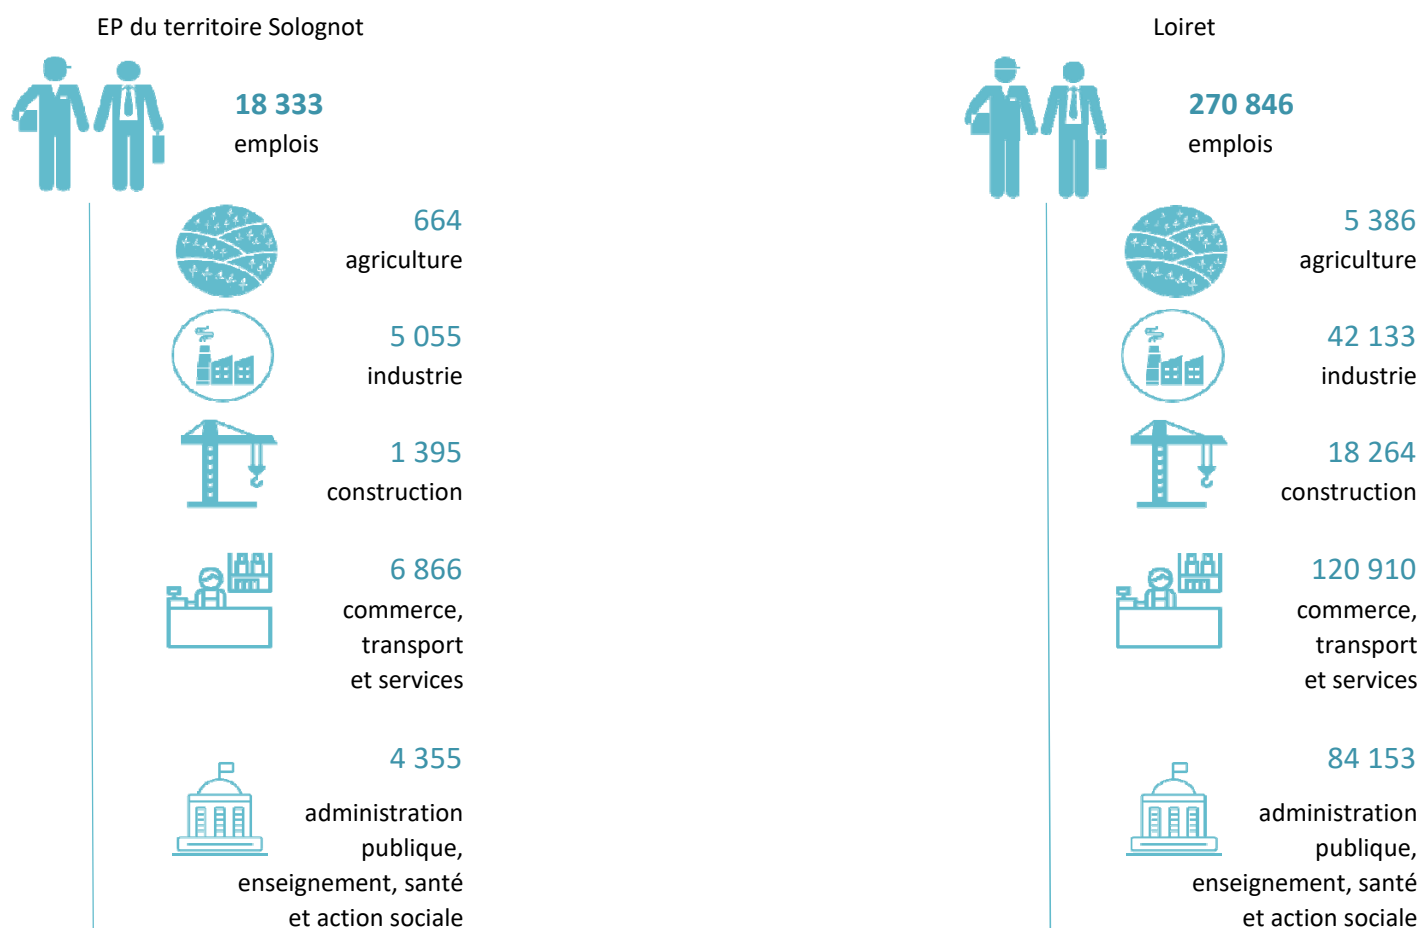 EP du territoire Solognot
18 333
emplois
664
agriculture
5 055
industrie
1 395
construction
6 866
commerce,
transport
et services
4 355
administration
publique,
enseignement, santé
et action sociale
Loiret
270 846
emplois
5 386
agriculture
42 133
industrie
18 264
construction
120 910
commerce,
transport
et services
84 153
administration
publique,
enseignement, santé
et action sociale